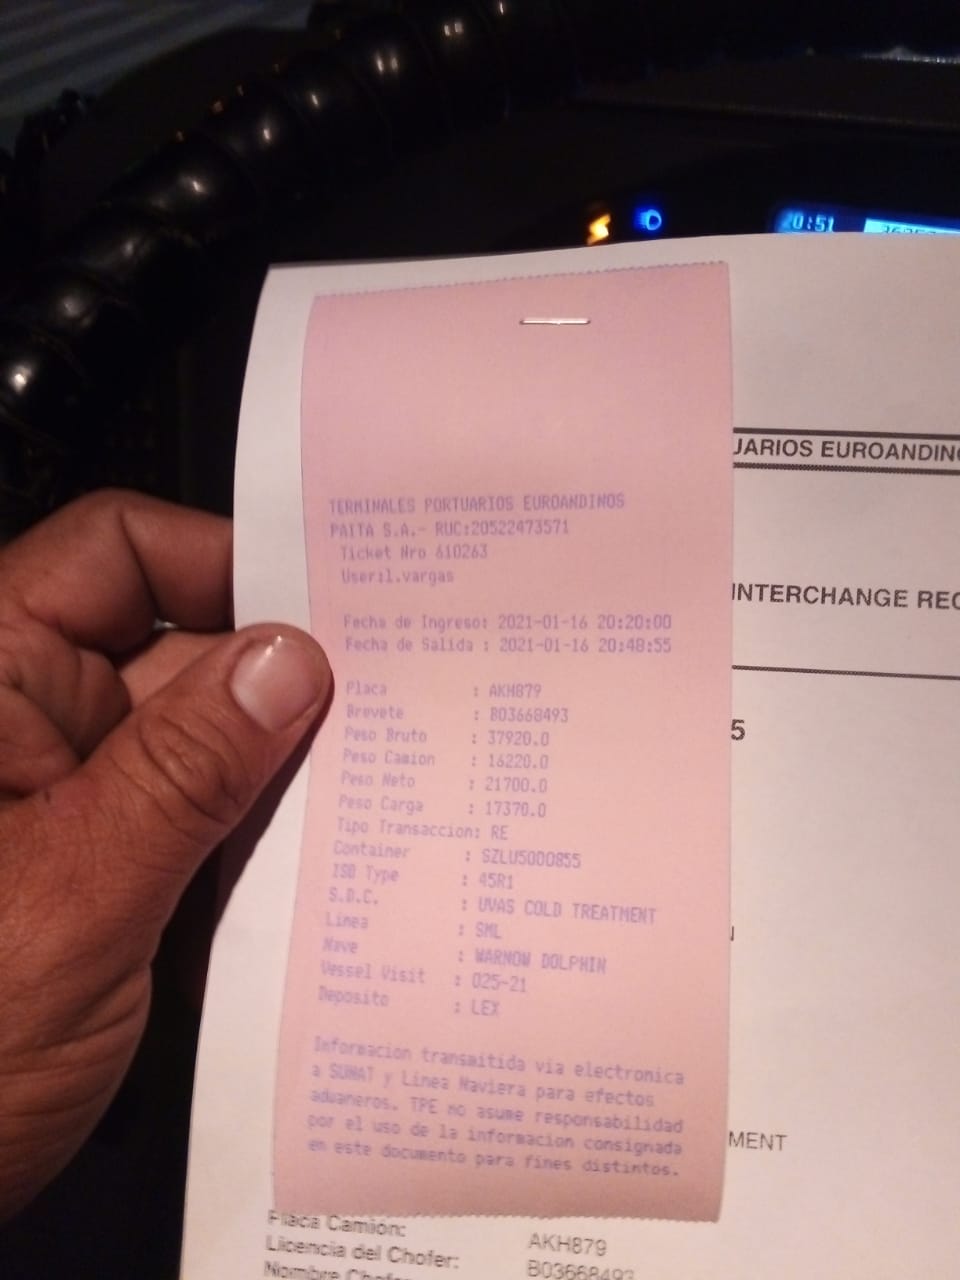 20:51
TERMINALES PORTUARIOS EUROANDINOS
PAITA S.A.- RUC:20522473571
Ticket Nro 610263
User:l.vargas
Fecha de Ingreso: 2021-01-16 20:20:00
Fecha de Salida : 2021-01-16 20:48:55
Placa : AKH879
Brevete : B03668493
Peso Bruto : 37920.0
Peso Camion : 16220.0
Peso Neto : 21700.0
Peso Carga : 17370.0
Tipo Transaccion: RE
Container : SZLU5000855
ISO Type : 45R1
S.D.C. : UVAS COLD TREATMENT
Linea : SML
Nave : WARNOW DOLPHIN
Vessel Visit : 025-21
Deposito : LEX
Informacion transmitida via electronica
a SUNAT y Linea Naviera para efectos
aduaneros. TPE no asume responsabilidad
por el uso de la informacion consignada
en este documento para fines distintos.
UARIOS EUROANDINO
INTERCHANGE REC
5
MENT
Placa Camión: AKH879
Licencia del Chofer: B03668493
Nombre Chofe